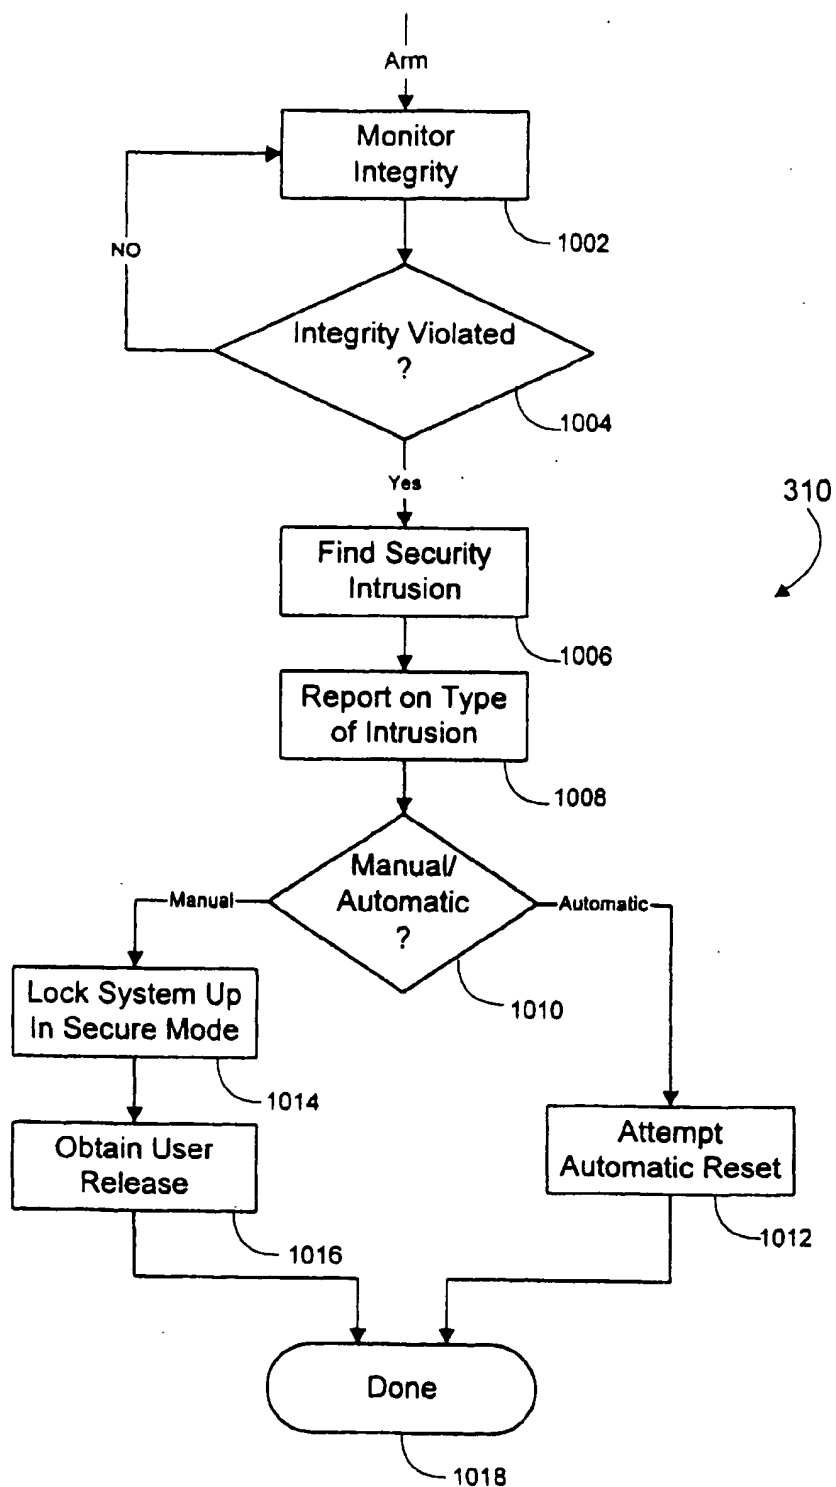 Arm
Monitor
Integrity
1002
NO
Integrity Violated
?
1004
Yes
310
Find Security
Intrusion
1006
Report on Type
of Intrusion
1008
Manual/
Automatic
?
Manual
Automatic
1010
Lock System Up
In Secure Mode
1014
Obtain User
Release
1016
Attempt
Automatic Reset
1012
Done
1018